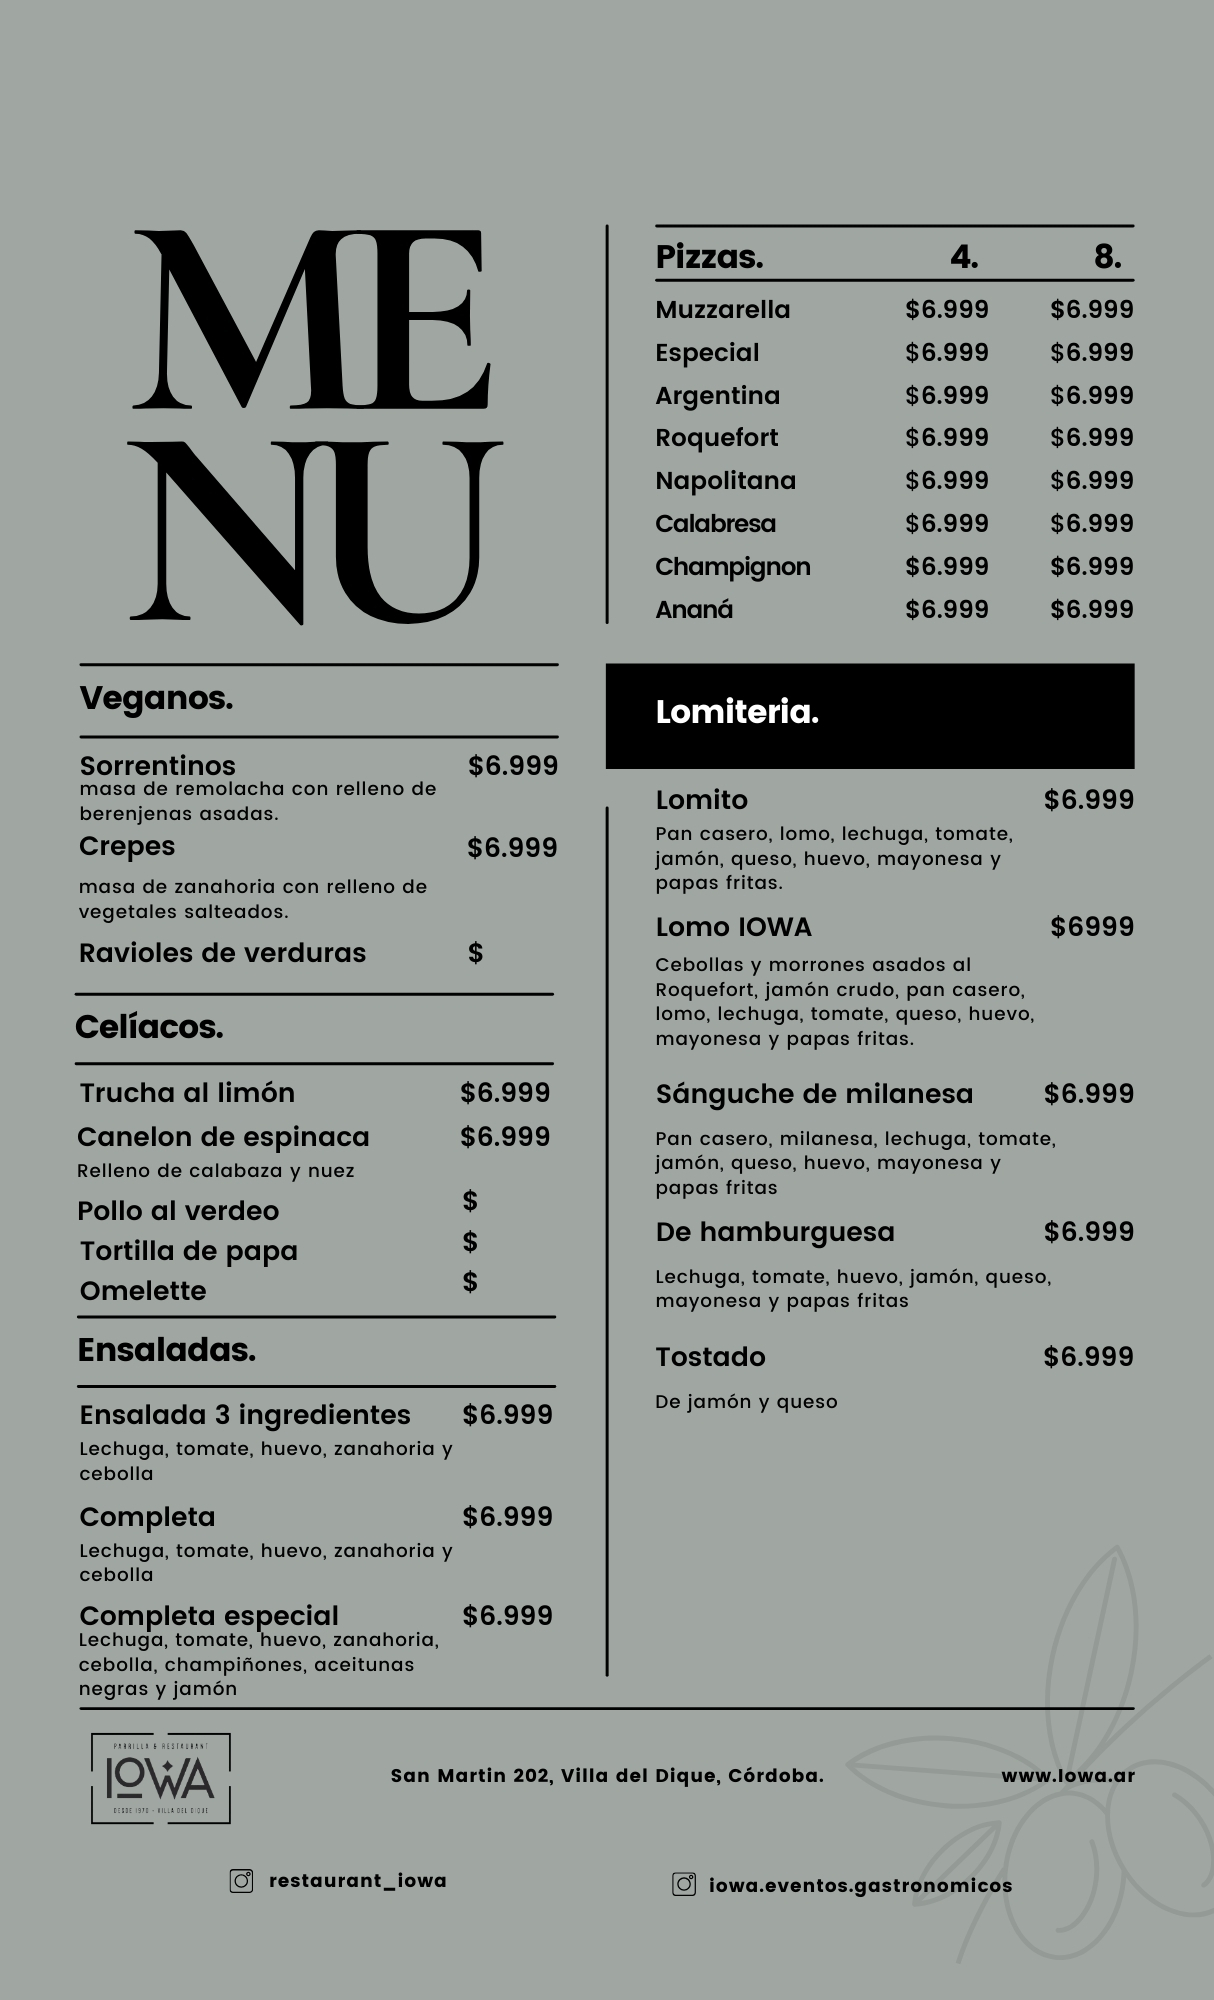 ME
NU
Pizzas. 4. 8.
Muzzarella $6.999 $6.999
Especial $6.999 $6.999
Argentina $6.999 $6.999
Roquefort $6.999 $6.999
Napolitana $6.999 $6.999
Calabresa $6.999 $6.999
Champignon $6.999 $6.999
Ananá $6.999 $6.999
Veganos.
Sorrentinos $6.999
masa de remolacha con relleno de
berenjenas asadas.
Crepes $6.999
masa de zanahoria con relleno de
vegetales salteados.
Ravioles de verduras $
Celíacos.
Trucha al limón $6.999
Canelon de espinaca $6.999
Relleno de calabaza y nuez
Pollo al verdeo $
Tortilla de papa $
Omelette $
Ensaladas.
Ensalada 3 ingredientes $6.999
Lechuga, tomate, huevo, zanahoria y
cebolla
Completa $6.999
Lechuga, tomate, huevo, zanahoria y
cebolla
Completa especial $6.999
Lechuga, tomate, huevo, zanahoria,
cebolla, champiñones, aceitunas
negras y jamón
Lomiteria.
Lomito $6.999
Pan casero, lomo, lechuga, tomate,
jamón, queso, huevo, mayonesa y
papas fritas.
Lomo IOWA $6999
Cebollas y morrones asados al
Roquefort, jamón crudo, pan casero,
lomo, lechuga, tomate, queso, huevo,
mayonesa y papas fritas.
Sánguche de milanesa $6.999
Pan casero, milanesa, lechuga, tomate,
jamón, queso, huevo, mayonesa y
papas fritas
De hamburguesa $6.999
Lechuga, tomate, huevo, jamón, queso,
mayonesa y papas fritas
Tostado $6.999
De jamón y queso
PARRILLA & RESTAURANT
IOWA
DESDE 1970 - VILLA DEL DIQUE
San Martin 202, Villa del Dique, Córdoba.
www.Iowa.ar
restaurant_iowa
iowa.eventos.gastronomicos